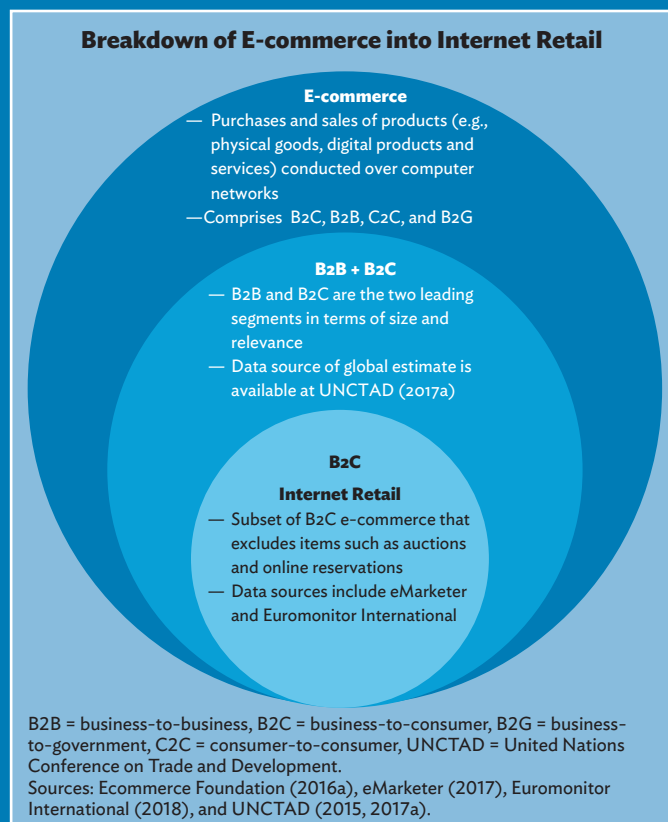 Breakdown of E-commerce into Internet Retail
E-commerce
— Purchases and sales of products (e.g.,
physical goods, digital products and
services) conducted over computer
networks
—Comprises B2C, B2B, C2C, and B2G
B2B + B2C
— B2B and B2C are the two leading
segments in terms of size and
relevance
— Data source of global estimate is
available at UNCTAD (2017a)
B2C
Internet Retail
— Subset of B2C e-commerce that
excludes items such as auctions
and online reservations
— Data sources include eMarketer
and Euromonitor International
B2B = business-to-business, B2C = business-to-consumer, B2G = business-
to-government, C2C = consumer-to-consumer, UNCTAD = United Nations
Conference on Trade and Development.
Sources: Ecommerce Foundation (2016a), eMarketer (2017), Euromonitor
International (2018), and UNCTAD (2015, 2017a).